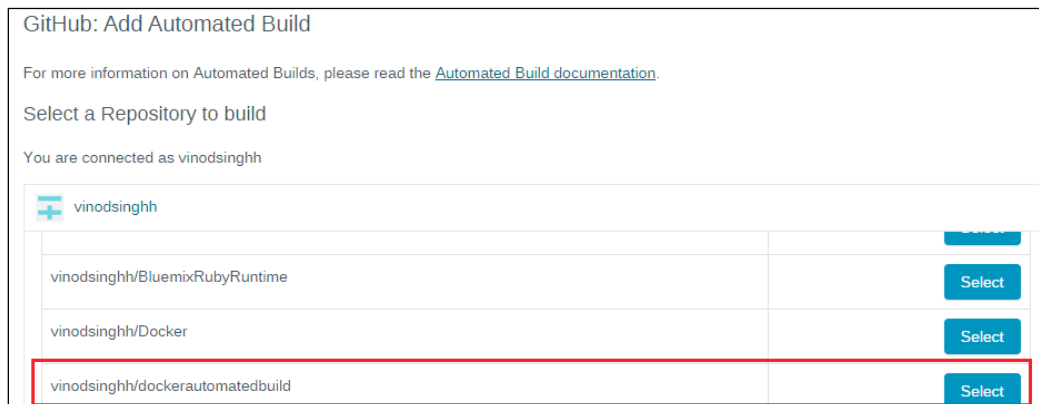 GitHub: Add Automated Build
For more information on Automated Builds, please read the Automated Build documentation.
Select a Repository to build
You are connected as vinodsinghh
vinodsinghh
vinodsinghh/BluemixRubyRuntime Select
vinodsinghh/Docker Select
vinodsinghh/dockerautomatedbuild Select